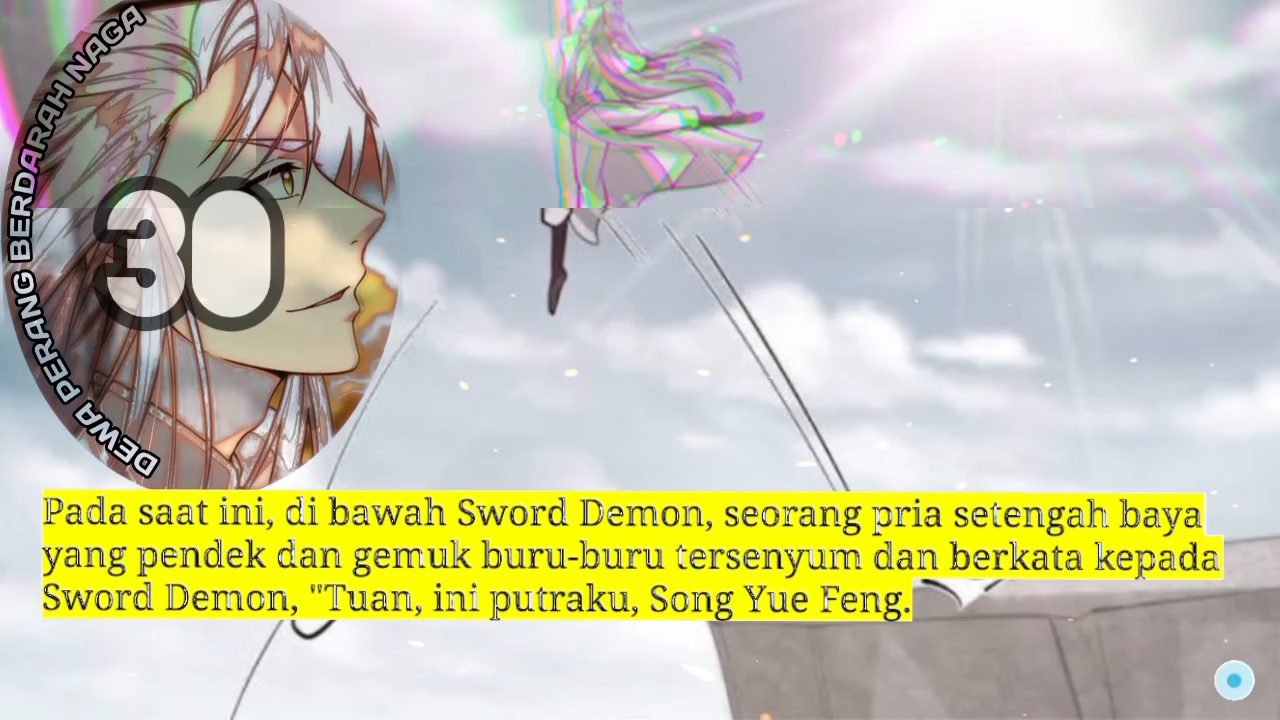 DEWA PERANG BERDARAH NAGA
30
Pada saat ini, di bawah Sword Demon, seorang pria setengah baya
yang pendek dan gemuk buru-buru tersenyum dan berkata kepada
Sword Demon, "Tuan, ini putraku, Song Yue Feng.